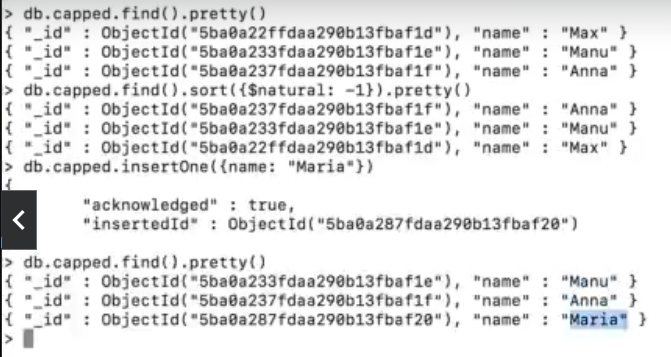 > db.capped.find().pretty()
{ "_id" : ObjectId("5ba0a22ffdaa290b13fbaf1d"), "name" : "Max" }
{ "_id" : ObjectId("5ba0a233fdaa290b13fbaf1e"), "name" : "Manu" }
{ "_id" : ObjectId("5ba0a237fdaa290b13fbaf1f"), "name" : "Anna" }
> db.capped.find().sort({$natural: -1}).pretty()
{ "_id" : ObjectId("5ba0a237fdaa290b13fbaf1f"), "name" : "Anna" }
{ "_id" : ObjectId("5ba0a233fdaa290b13fbaf1e"), "name" : "Manu" }
{ "_id" : ObjectId("5ba0a22ffdaa290b13fbaf1d"), "name" : "Max" }
> db.capped.insertOne({name: "Maria"})
{
"acknowledged" : true,
"insertedId" : ObjectId("5ba0a287fdaa290b13fbaf20")
> db.capped.find().pretty()
{ "_id" : ObjectId("5ba0a233fdaa290b13fbaf1e"), "name" : "Manu" }
{ "_id" : ObjectId("5ba0a237fdaa290b13fbaf1f"), "name" : "Anna" }
{ "_id" : ObjectId("5ba0a287fdaa290b13fbaf20"), "name" : "Maria" }
>